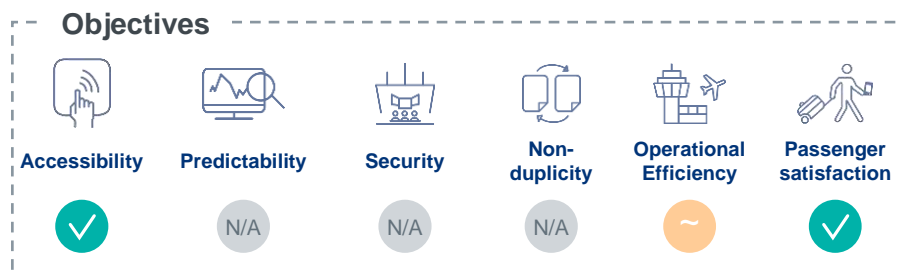 Objectives
Accessibility
Predictability
Security
Non-
duplicity
Operational
Efficiency
Passenger
satisfaction
N/A
N/A
N/A
~